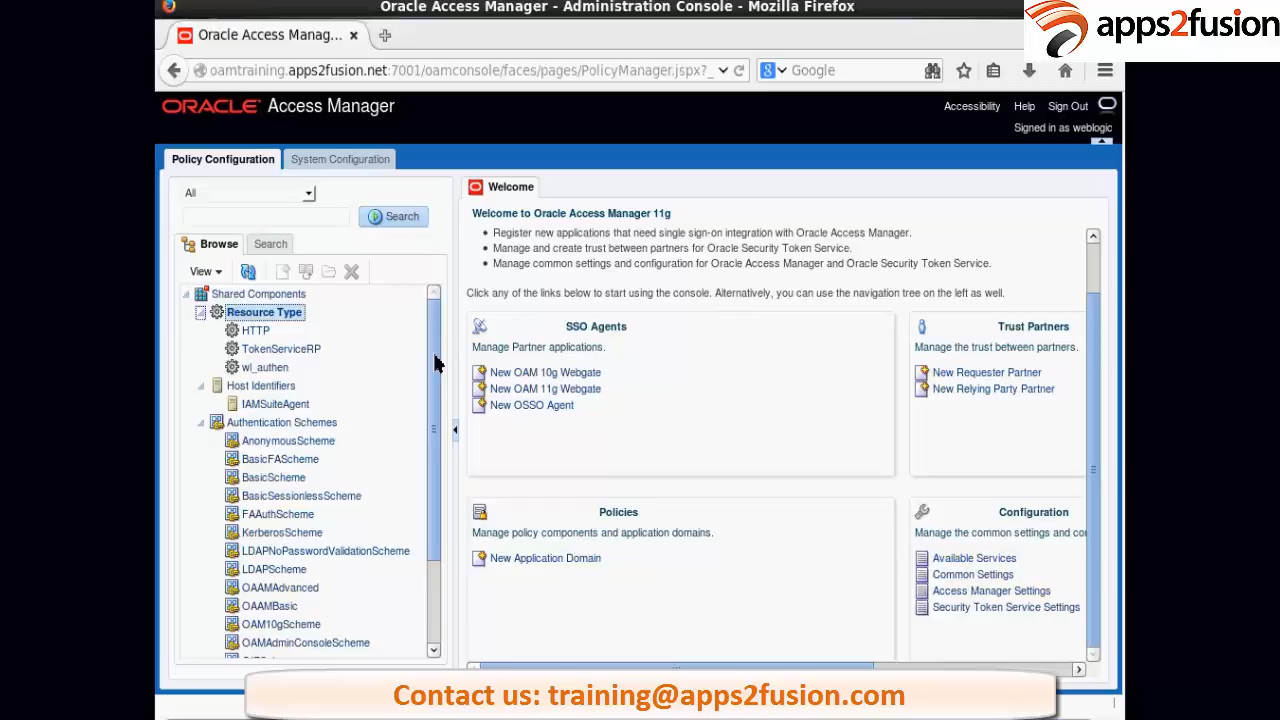 Oracle Access Manager - Administration Console - Mozilla Firefox
apps2fusion
Oracle Access Manag...
oamtraining.apps2fusion.net:7001/oamconsole/faces/pages/PolicyManager.jspx?_
Google
ORACLE Access Manager
Accessibility Help Sign Out
Signed in as weblogic
Policy Configuration
System Configuration
All
Search
Browse
Search
View
Shared Components
Resource Type
HTTP
TokenServiceRP
wl_authen
Host Identifiers
IAMSuiteAgent
Authentication Schemes
AnonymousScheme
BasicFAScheme
BasicScheme
BasicSessionlessScheme
FAAuthScheme
KerberosScheme
LDAPNoPasswordValidationScheme
LDAPScheme
OAAMAdvanced
OAAMBasic
OAM10gScheme
OAMAdminConsoleScheme
Welcome
Welcome to Oracle Access Manager 11g
• Register new applications that need single sign-on integration with Oracle Access Manager.
• Manage and create trust between partners for Oracle Security Token Service.
• Manage common settings and configuration for Oracle Access Manager and Oracle Security Token Service.
Click any of the links below to start using the console. Alternatively, you can use the navigation tree on the left as well.
SSO Agents
Manage Partner applications.
New OAM 10g Webgate
New OAM 11g Webgate
New OSSO Agent
Trust Partners
Manage the trust between partners.
New Requester Partner
New Relying Party Partner
Policies
Manage policy components and application domains.
New Application Domain
Configuration
Manage the common settings and co
Available Services
Common Settings
Access Manager Settings
Security Token Service Settings
Contact us: training@apps2fusion.com